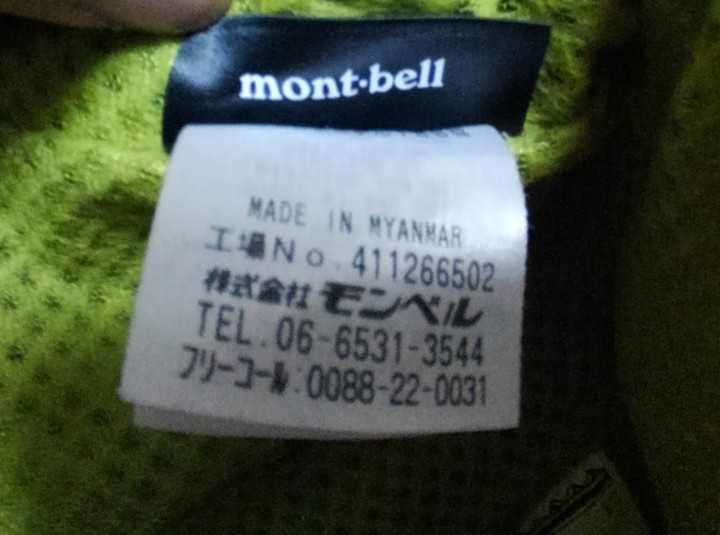 mont·bell
MADE IN MYANMAR
工場No.411266502
株式会社 モンベル
TEL.06-6531-3544
フリーコール:0088-22-0031